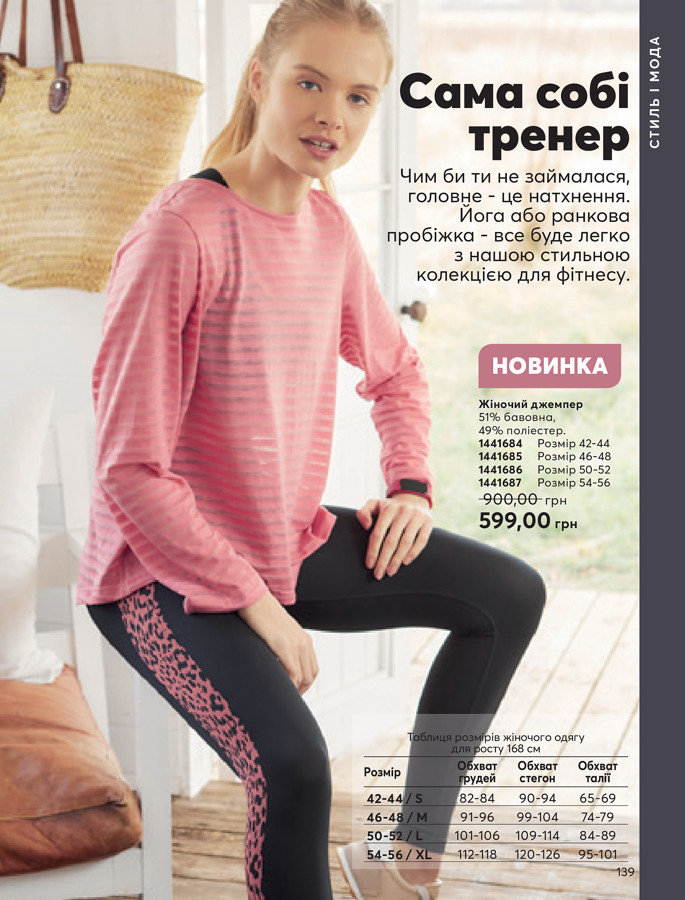 СТИЛЬ І МОДА
Сама собі
тренер
Чим би ти не займалася,
головне - це натхнення.
Йога або ранкова
пробіжка - все буде легко
з нашою стильною
колекцією для фітнесу.
НОВИНКА
Жіночий джемпер
51% бавовна,
49% поліестер.
1441684 Розмір 42-44
1441685 Розмір 46-48
1441686 Розмір 50-52
1441687 Розмір 54-56
900,00 грн
599,00 грн
Таблиця розмірів жіночого одягу
для росту 168 см
Розмір Обхват грудей Обхват стегон Обхват талії
42-44 / S 82-84 90-94 65-69
46-48 / M 91-96 99-104 74-79
50-52 / L 101-106 109-114 84-89
54-56 / XL 112-118 120-126 95-101
139